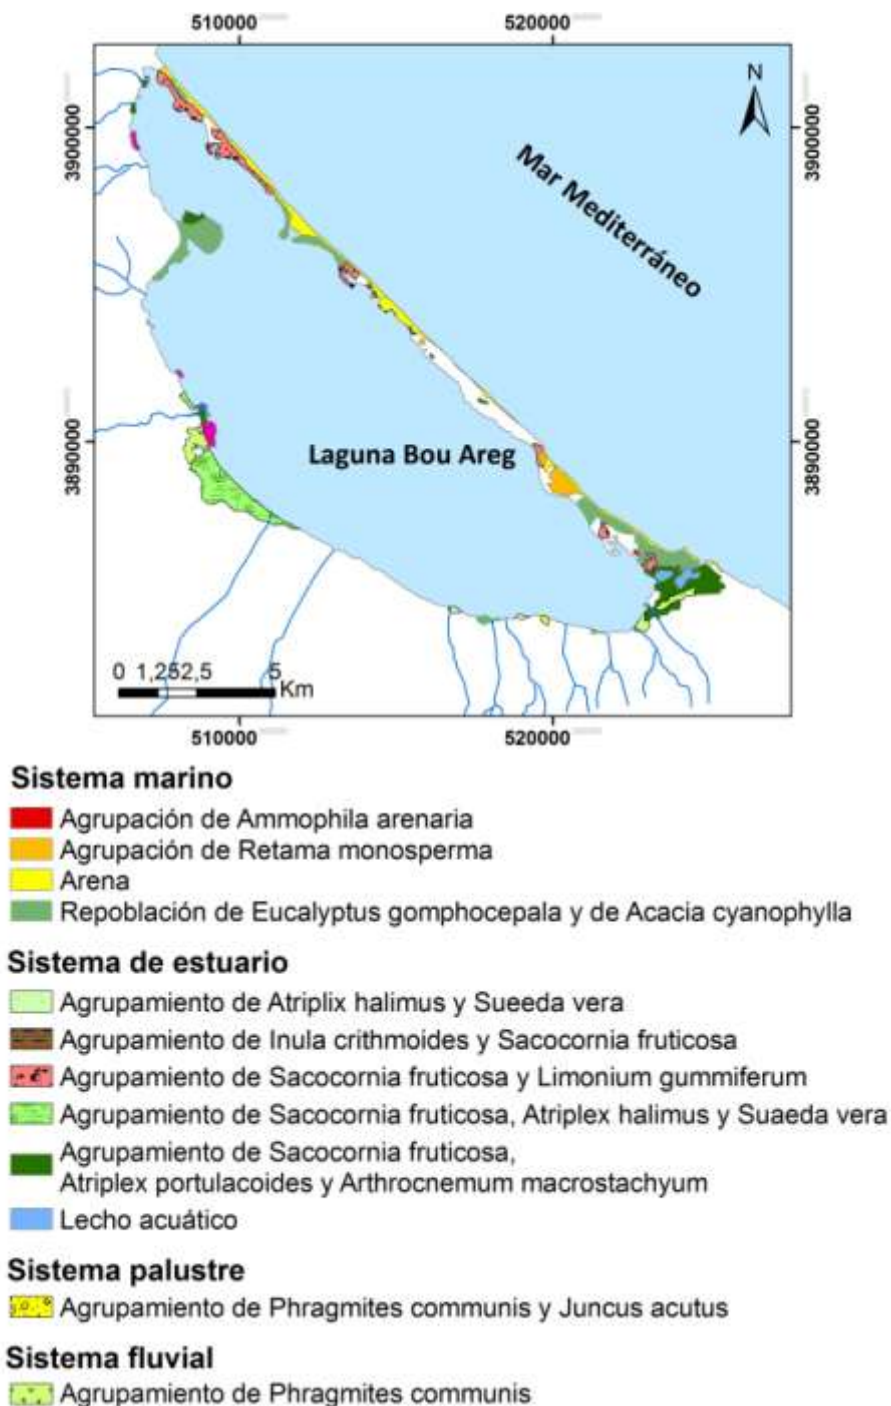 510000
520000
N
3900000
3900000
Mar Mediterráneo
3890000
3890000
Laguna Bou Areg
0 1,252,5 5
Km
510000
520000
Sistema marino
Agrupación de Ammophila arenaria
Agrupación de Retama monosperma
Arena
Repoblación de Eucalyptus gomphocepala y de Acacia cyanophylla
Sistema de estuario
Agrupamiento de Atriplix halimus y Sueeda vera
Agrupamiento de Inula crithmoides y Sacocornia fruticosa
Agrupamiento de Sacocornia fruticosa y Limonium gummiferum
Agrupamiento de Sacocornia fruticosa, Atriplex halimus y Suaeda vera
Agrupamiento de Sacocornia fruticosa,
Atriplex portulacoides y Arthrocnemum macrostachyum
Lecho acuático
Sistema palustre
Agrupamiento de Phragmites communis y Juncus acutus
Sistema fluvial
Agrupamiento de Phragmites communis